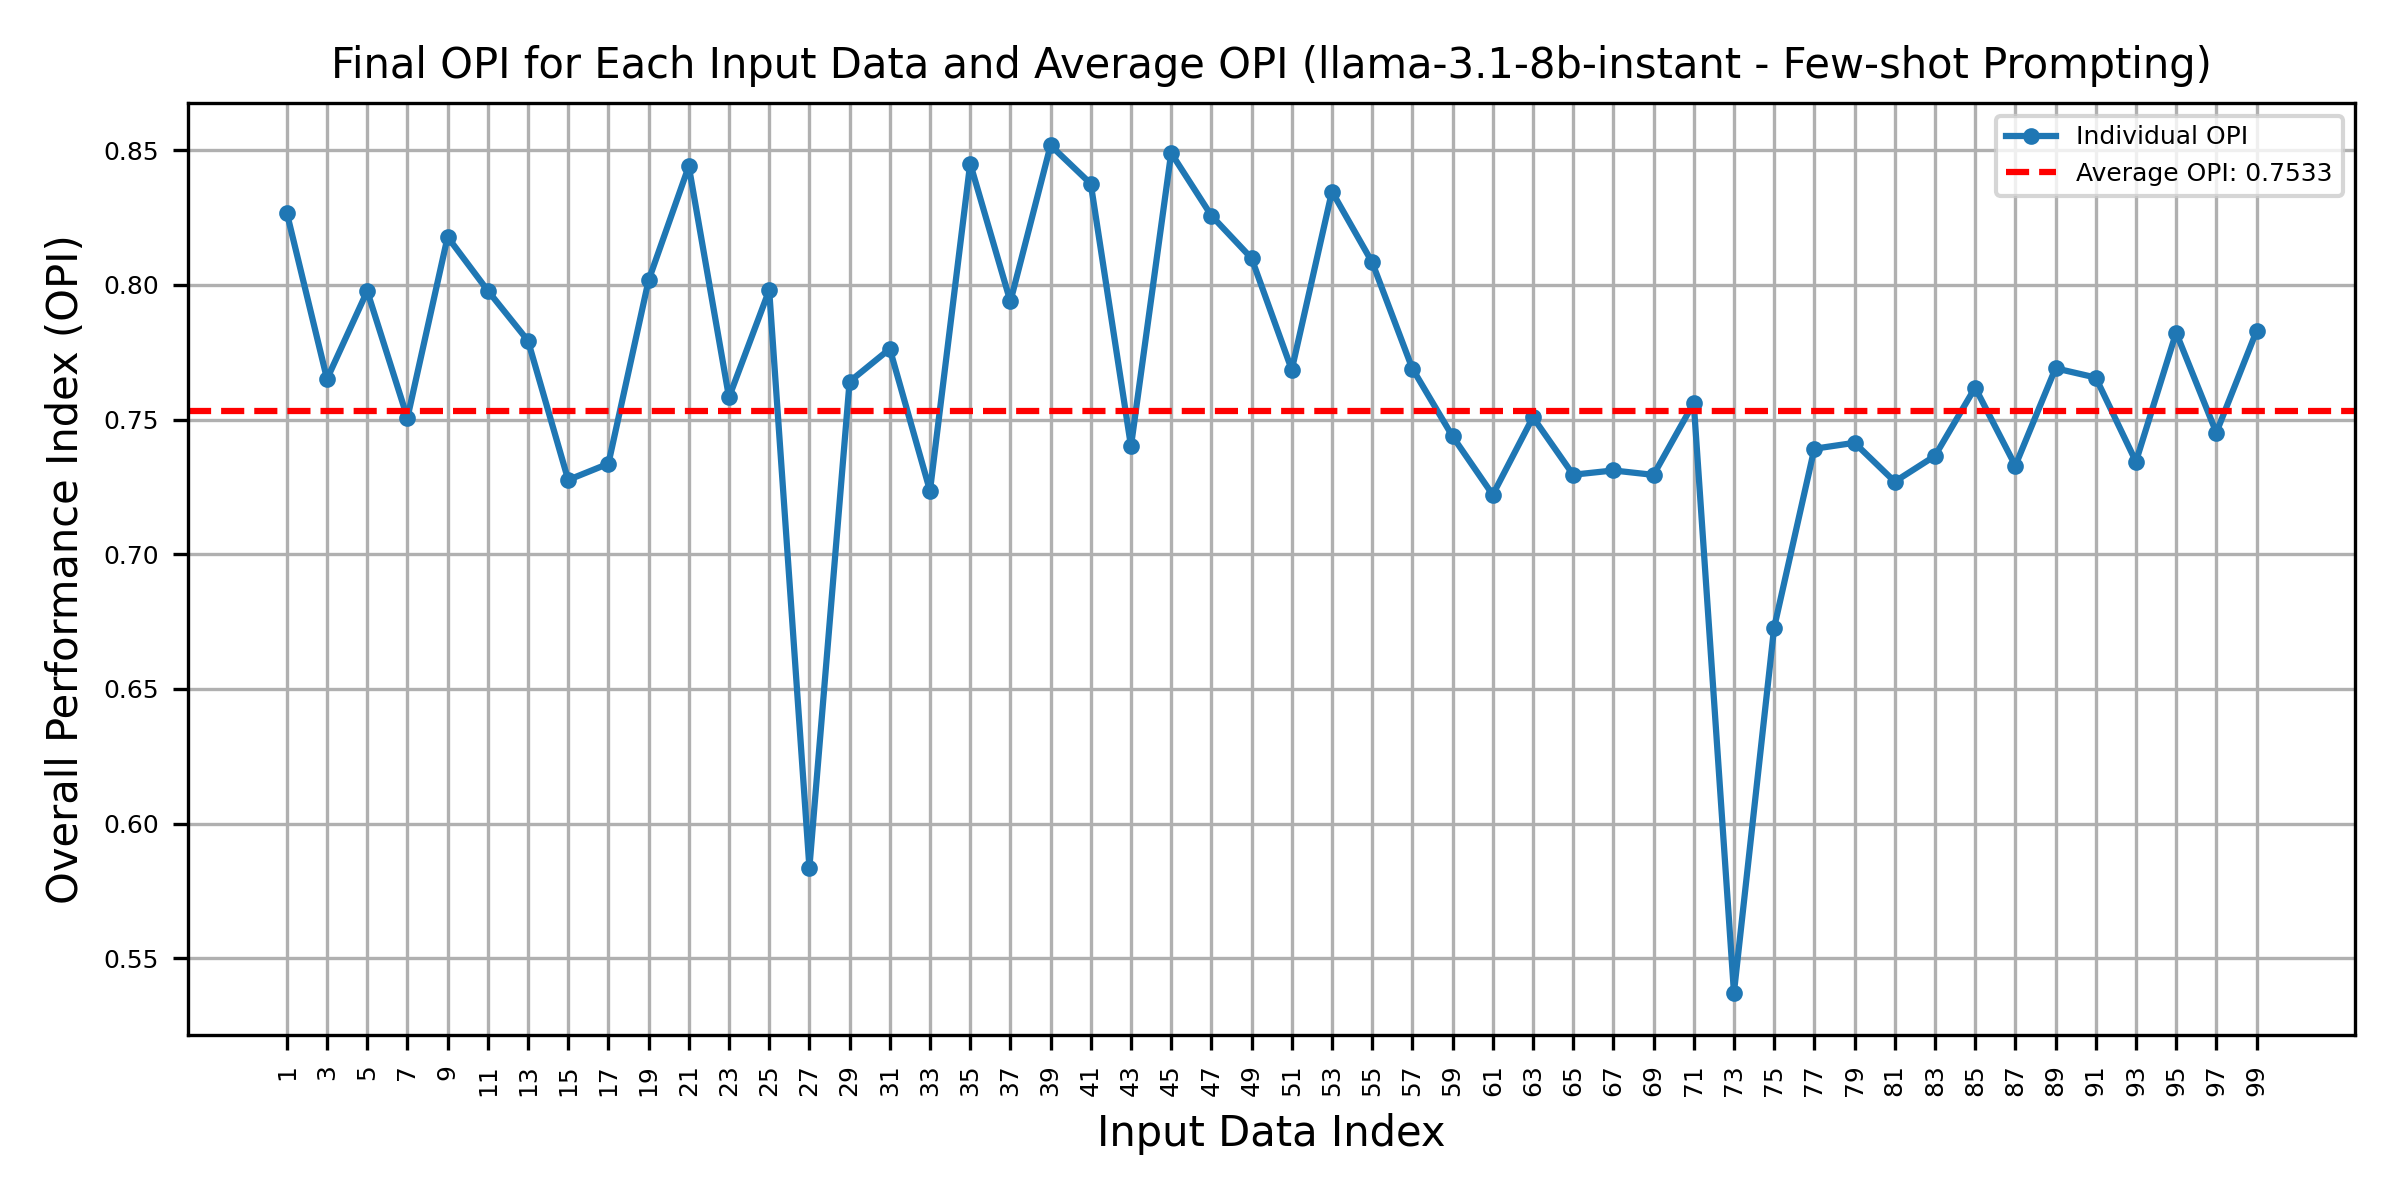 Final OPI for Each Input Data and Average OPI (llama-3.1-8b-instant - Few-shot Prompting)
Individual OPI
Average OPI: 0.7533
Overall Performance Index (OPI)
0.85
0.80
0.75
0.70
0.65
0.60
0.55
1 3 5 7 9 11 13 15 17 19 21 23 25 27 29 31 33 35 37 39 41 43 45 47 49 51 53 55 57 59 61 63 65 67 69 71 73 75 77 79 81 83 85 87 89 91 93 95 97 99
Input Data Index